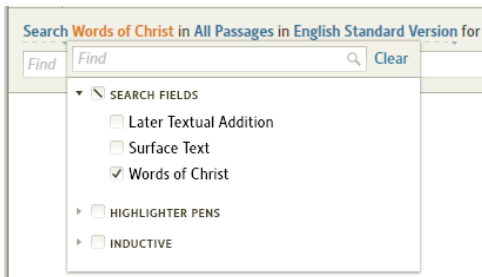 Search Words of Christ in All Passages in English Standard Version for
Find
Find
Clear
SEARCH FIELDS
Later Textual Addition
Surface Text
Words of Christ
HIGHLIGHTER PENS
INDUCTIVE